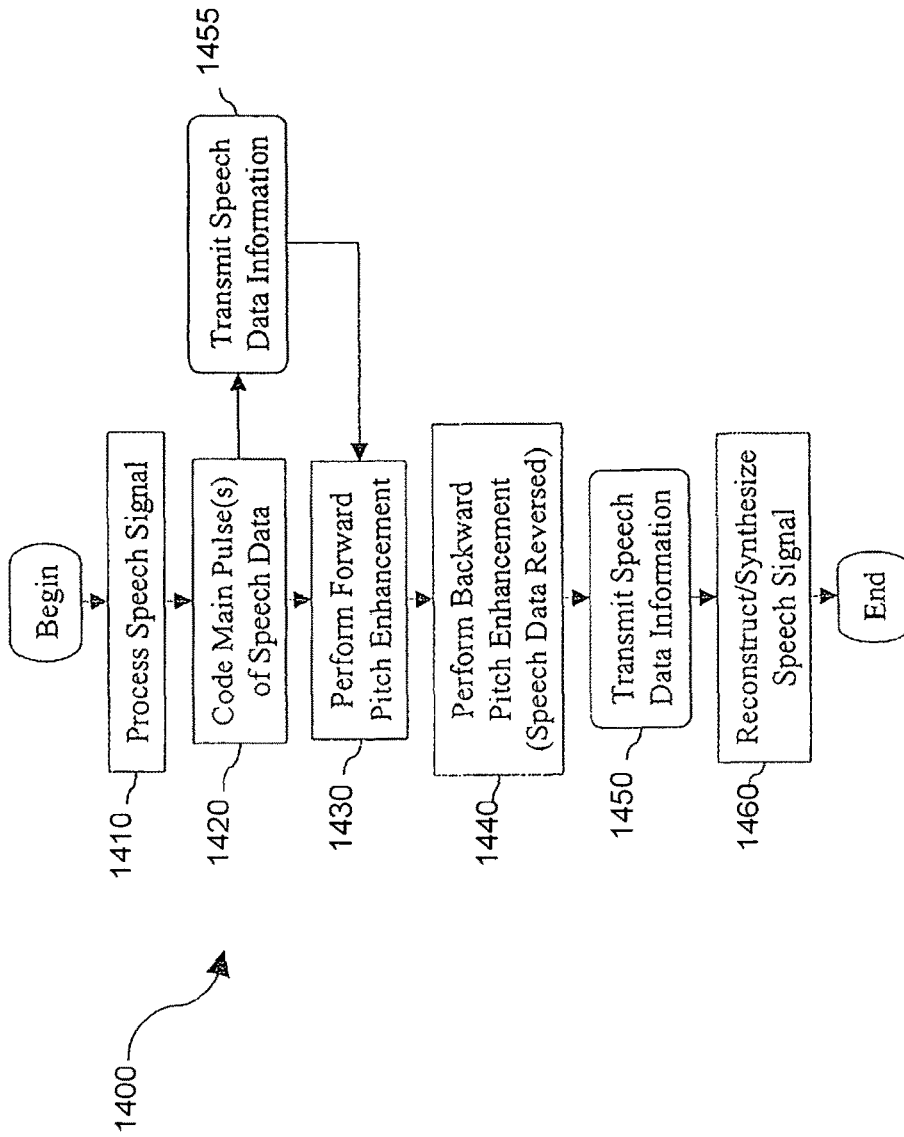 1400
Begin
1410
Process Speech Signal
1420
Code Main Pulse(s)
of Speech Data
1455
Transmit Speech
Data Information
1430
Perform Forward
Pitch Enhancement
1440
Perform Backward
Pitch Enhancement
(Speech Data Reversed)
1450
Transmit Speech
Data Information
1460
Reconstruct/Synthesize
Speech Signal
End